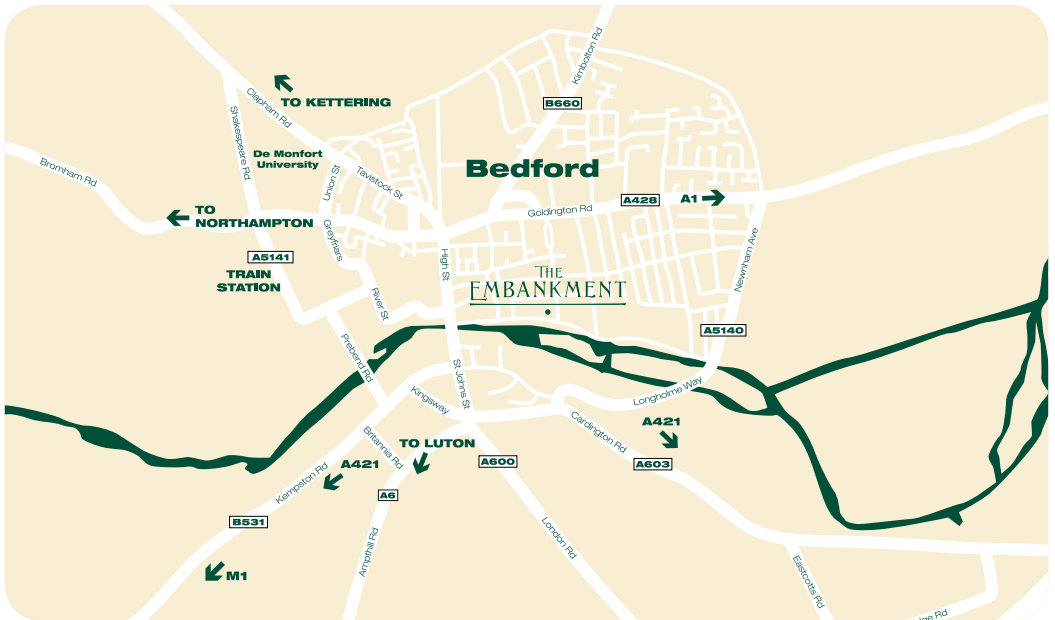 Kimbolton Rd
B660
TO KETTERING
Clapham Rd
Shakespeare Rd
De Monfort
University
Union St
Tavistock St
Bedford
Bromham Rd
TO
NORTHAMPTON
A428
A1
Goldington Rd
Greyfriars
A5141
TRAIN
STATION
High St
Newnham Ave
THE
EMBANKMENT
River St
A5140
Prebend Rd
St Johns St
Kingsway
Longholme Way
Cardington Rd
A421
Britannia Rd
TO LUTON
A421
A600
A603
Kempston Rd
A6
B531
London Rd
Ampthill Rd
M1
Eastcotts Rd
ge Rd